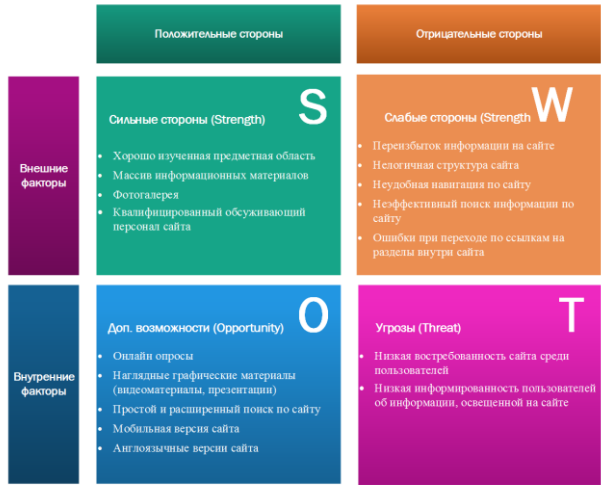 Положительные стороны
Отрицательные стороны
Внешние
факторы
Сильные стороны (Strength)
S
• Хорошо изученная предметная область
• Массив информационных материалов
• Фотогалерея
• Квалифицированный обсуживающий
персонал сайта
Слабые стороны (Strength
W
• Переизбыток информации на сайте
• Нелогичная структура сайта
• Неудобная навигация по сайту
• Неэффективный поиск информации по
сайту
• Ошибки при переходе по ссылкам на
разделы внутри сайта
Внутренние
факторы
Доп. возможности (Opportunity)
O
• Онлайн опросы
• Наглядные графические материалы
(видеоматериалы, презентации)
• Простой и расширенный поиск по сайту
• Мобильная версия сайта
• Англоязычные версии сайта
Угрозы (Threat)
T
• Низкая востребованность сайта среди
пользователей
• Низкая информированность пользователей
об информации, освещенной на сайте